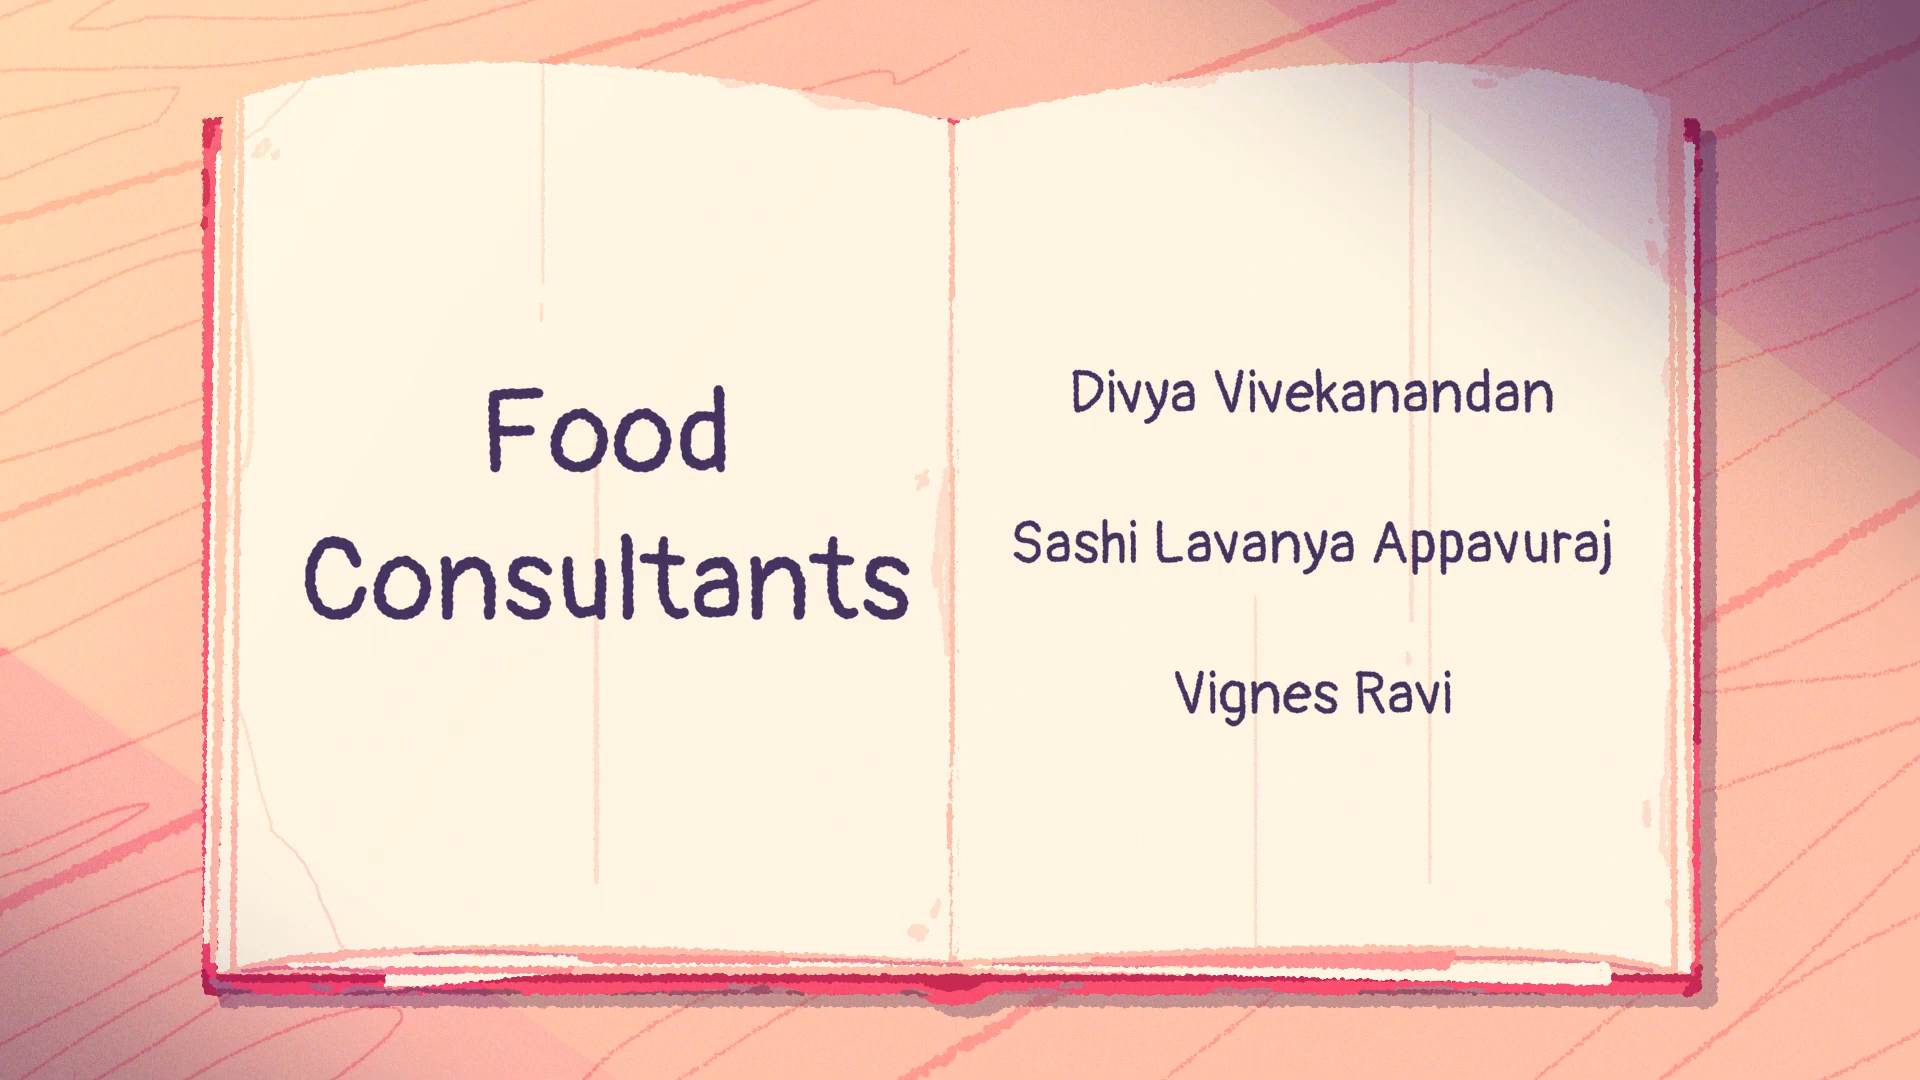 Food
Consultants
Divya Vivekanandan
Sashi Lavanya Appavuraj
Vignes Ravi